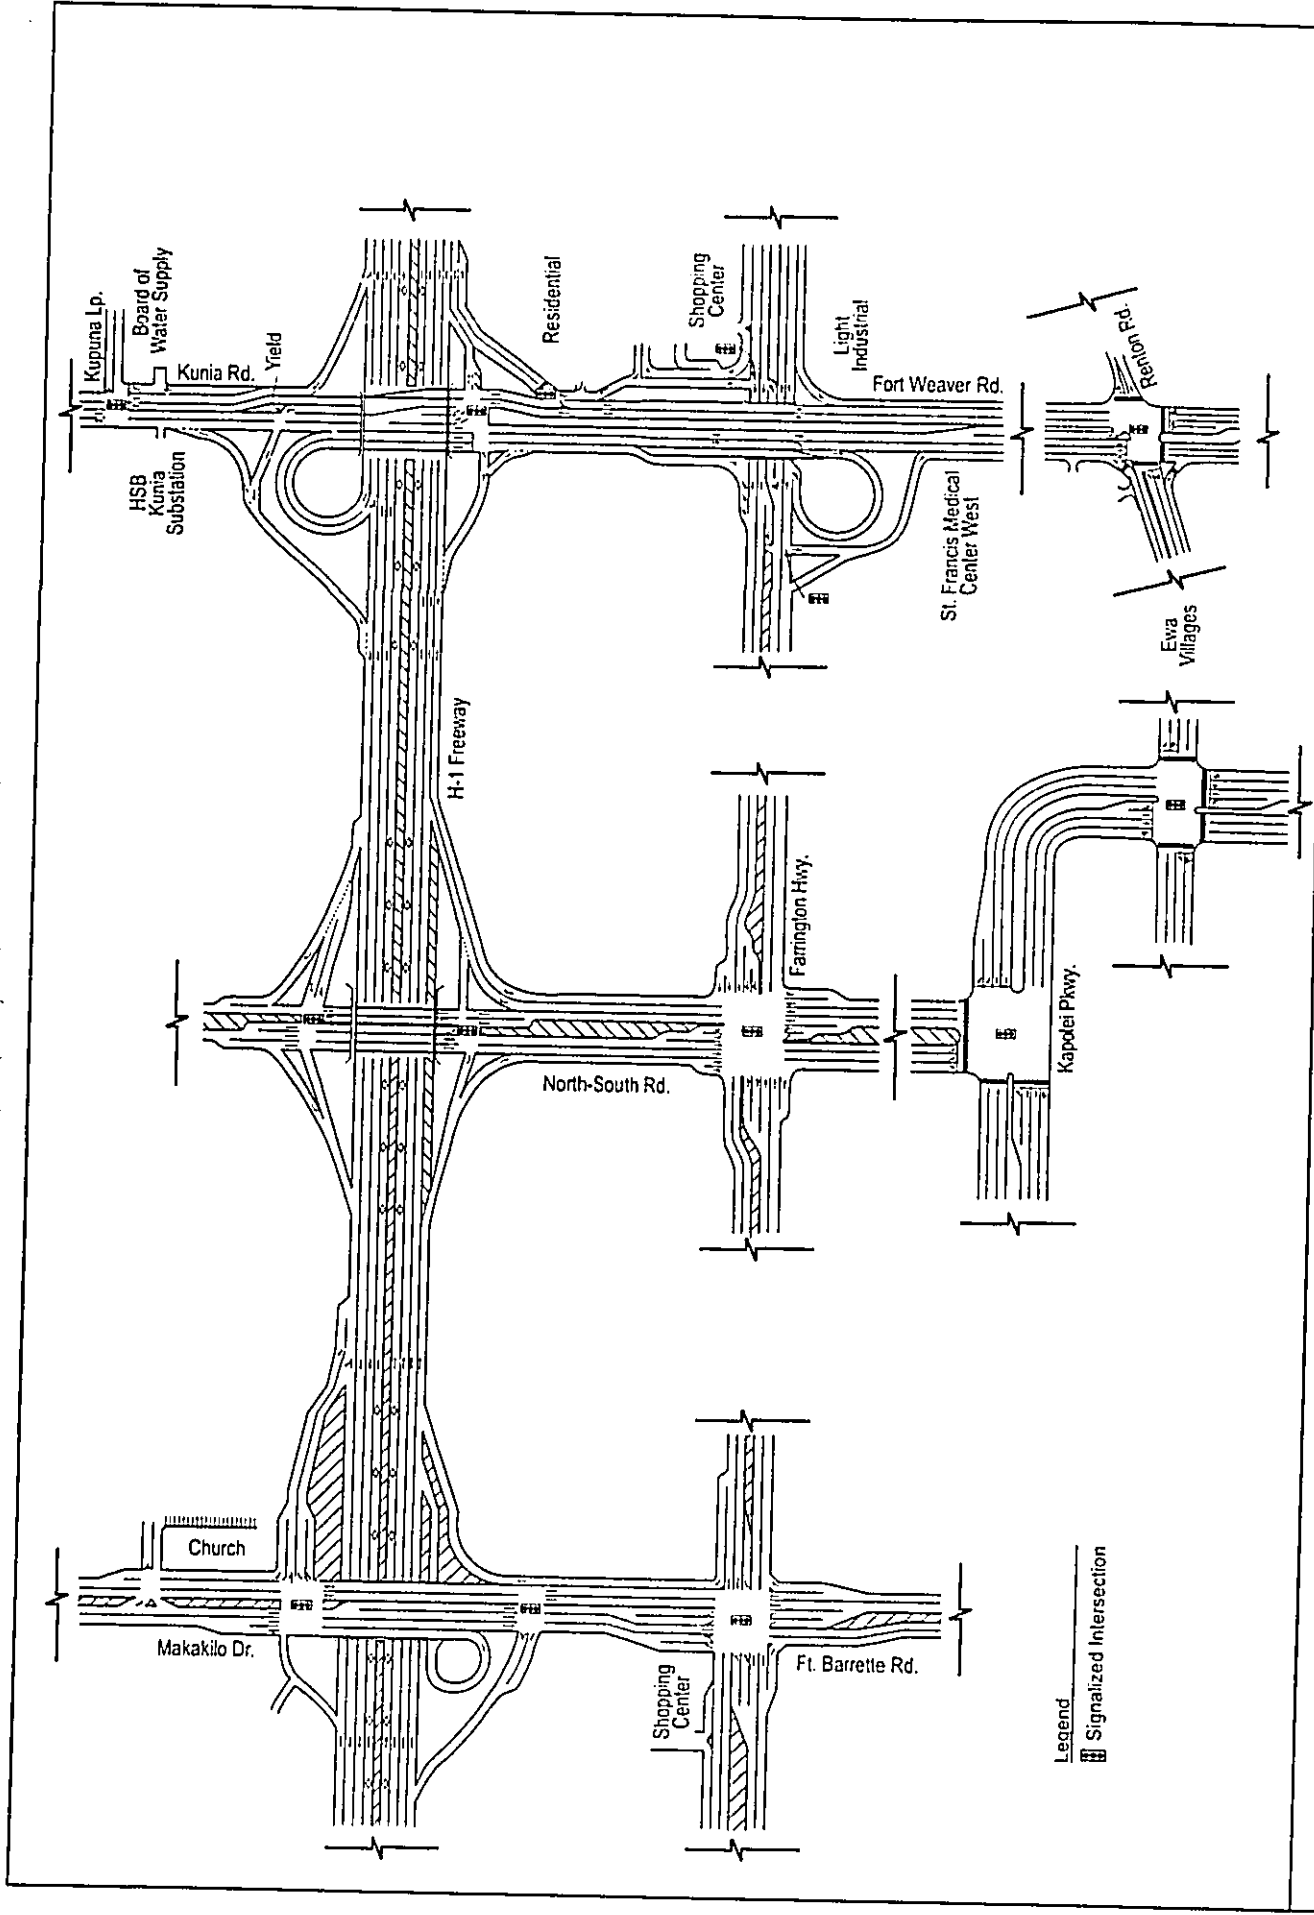 Kupuna Lp.
Board of
Water Supply
Kunia Rd.
Yield
HSB
Kunia
Substation
Residential
Shopping
Center
Light
Industrial
Fort Weaver Rd.
St. Francis Medical
Center West
Renton Rd.
Ewa
Villages
H-1 Freeway
Farrington Hwy.
North-South Rd.
Kapolei Pkwy.
Church
Makakilo Dr.
Shopping
Center
Ft. Barrette Rd.
Legend
Signalized Intersection